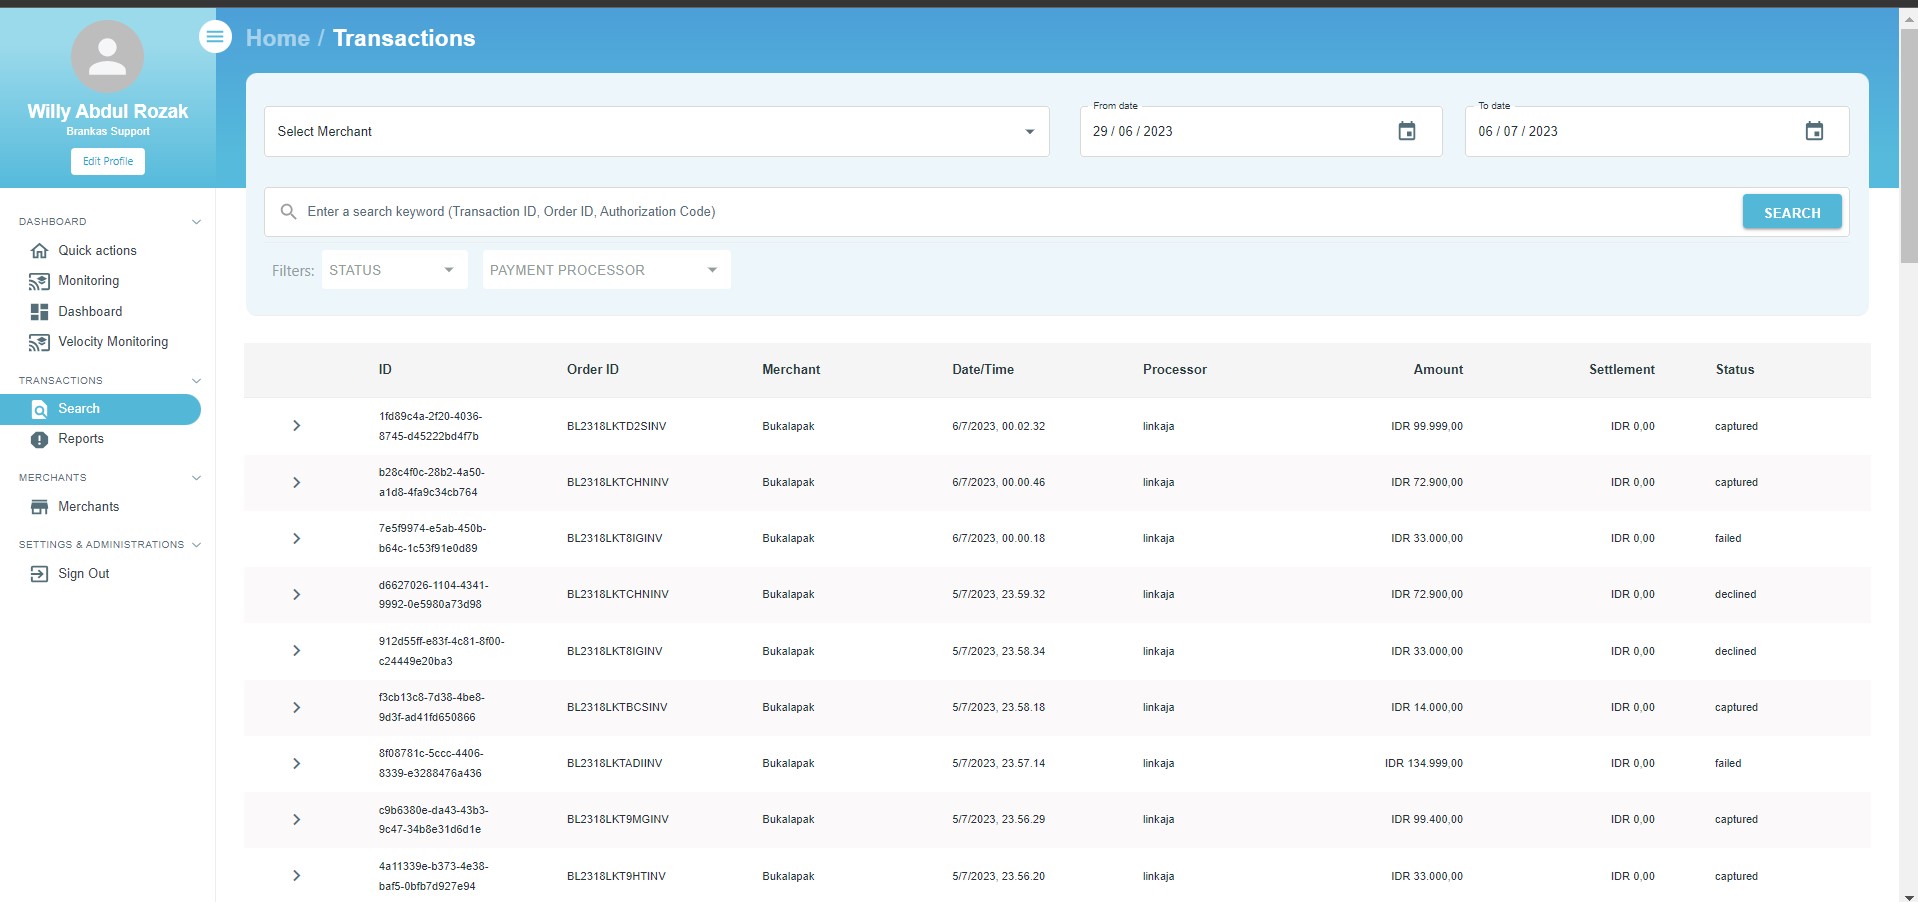 Home / Transactions
Willy Abdul Rozak
Brankas Support
Edit Profile
DASHBOARD
Quick actions
Monitoring
Dashboard
Velocity Monitoring
TRANSACTIONS
Search
Reports
MERCHANTS
Merchants
SETTINGS & ADMINISTRATIONS
Sign Out
Select Merchant
From date
29 / 06 / 2023
To date
06 / 07 / 2023
Enter a search keyword (Transaction ID, Order ID, Authorization Code)
SEARCH
Filters: STATUS PAYMENT PROCESSOR
ID Order ID Merchant Date/Time Processor Amount Settlement Status
1fd89c4a-2f20-4036-
8745-d45222bd4f7b
BL2318LKTD2SINV Bukalapak 6/7/2023, 00.02.32 linkaja IDR 99.999,00 IDR 0,00 captured
b28c4f0c-28b2-4a50-
a1d8-4fa9c34cb764
BL2318LKTCHNINV Bukalapak 6/7/2023, 00.00.46 linkaja IDR 72.900,00 IDR 0,00 captured
7e5f9974-e5ab-450b-
b64c-1c53f91e0d89
BL2318LKT8IGINV Bukalapak 6/7/2023, 00.00.18 linkaja IDR 33.000,00 IDR 0,00 failed
d6627026-1104-4341-
9992-0e5980a73d98
BL2318LKTCHNINV Bukalapak 5/7/2023, 23.59.32 linkaja IDR 72.900,00 IDR 0,00 declined
912d55ff-e83f-4c81-8f00-
c24449e20ba3
BL2318LKT8IGINV Bukalapak 5/7/2023, 23.58.34 linkaja IDR 33.000,00 IDR 0,00 declined
f3cb13c8-7d38-4be8-
9d3f-ad41fd650866
BL2318LKTBCSINV Bukalapak 5/7/2023, 23.58.18 linkaja IDR 14.000,00 IDR 0,00 captured
8f08781c-5ccc-4406-
8339-e3288476a436
BL2318LKTADIINV Bukalapak 5/7/2023, 23.57.14 linkaja IDR 134.999,00 IDR 0,00 failed
c9b6380e-da43-43b3-
9c47-34b8e31d6d1e
BL2318LKT9MGINV Bukalapak 5/7/2023, 23.56.29 linkaja IDR 99.400,00 IDR 0,00 captured
4a11339e-b373-4e38-
baf5-0bfb7d927e94
BL2318LKT9HTINV Bukalapak 5/7/2023, 23.56.20 linkaja IDR 33.000,00 IDR 0,00 captured